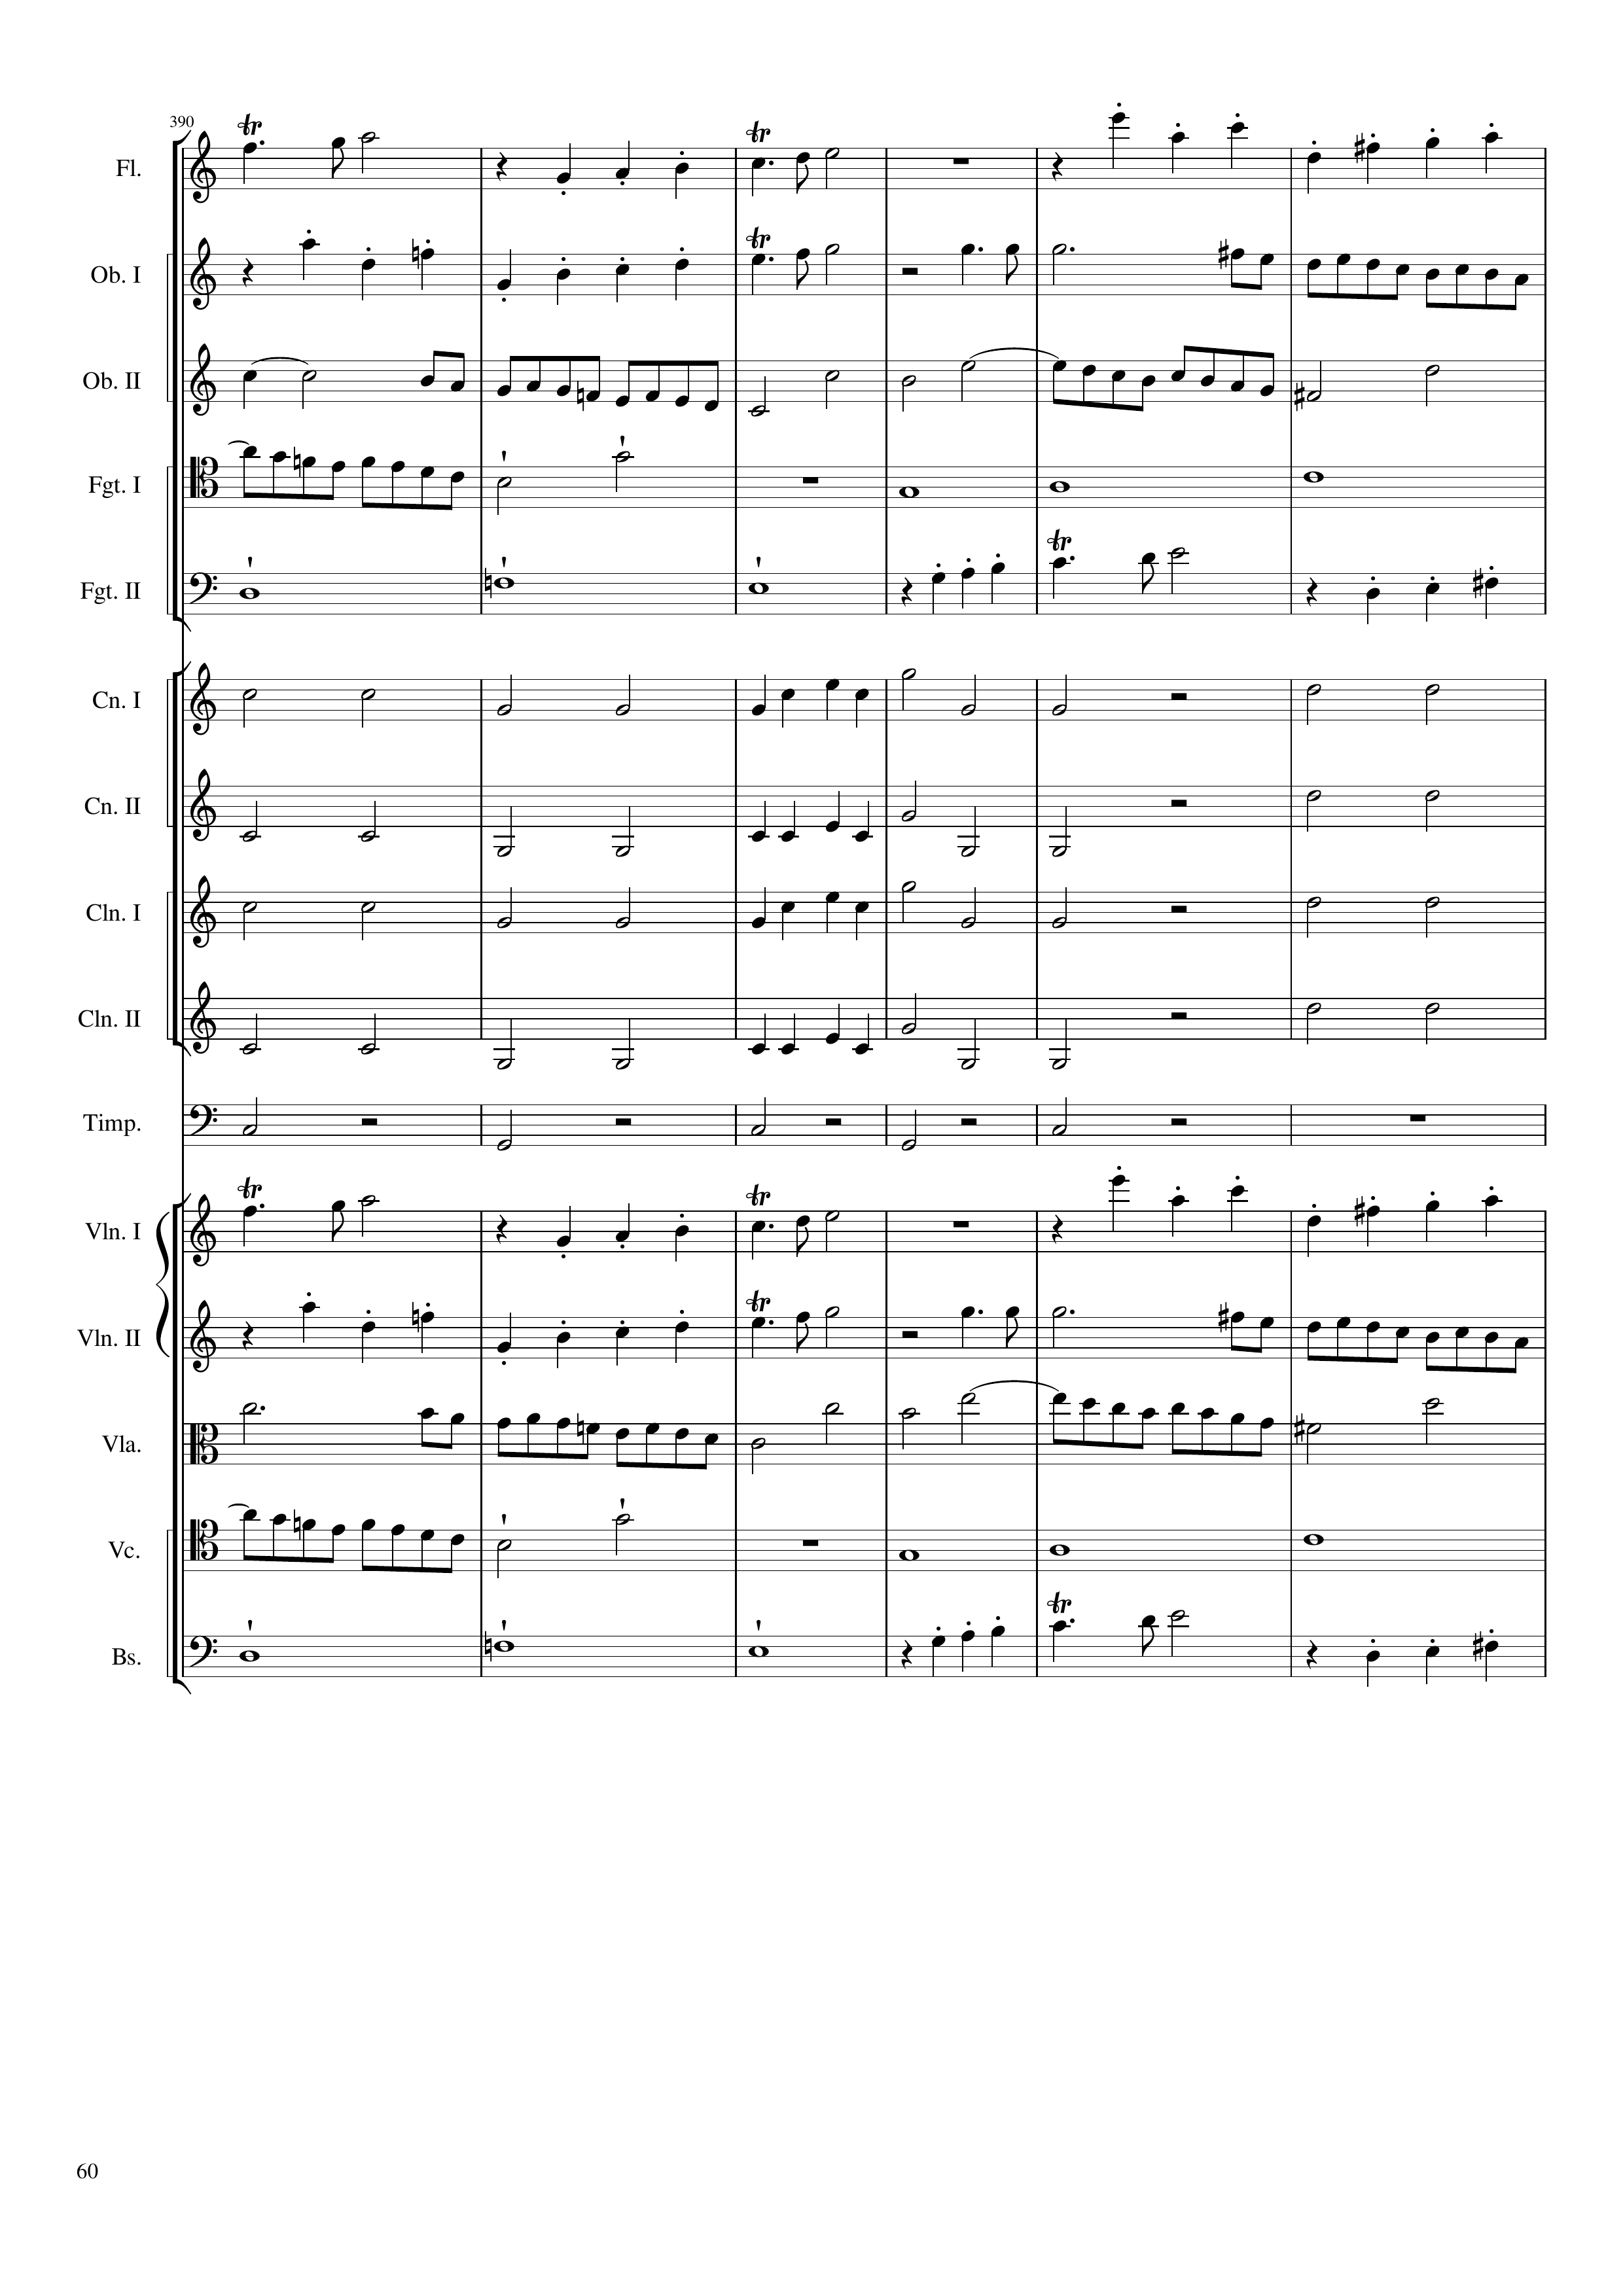 390
Fl.
Ob. I
Ob. II
Fgt. I
Fgt. II
Cn. I
Cn. II
Cln. I
Cln. II
Timp.
Vln. I
Vln. II
Vla.
Vc.
Bs.
60